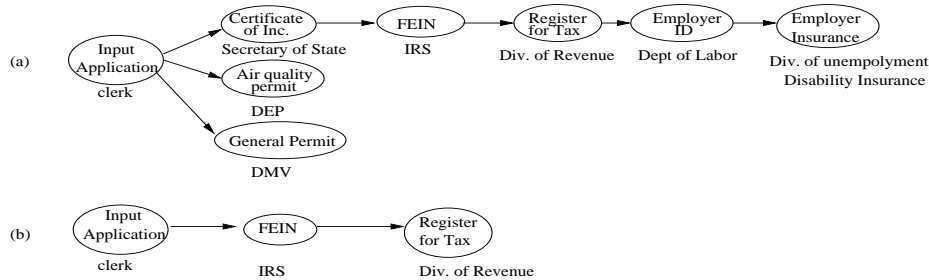 (a)
Input
Application
clerk
Certificate
of Inc.
Secretary of State
FEIN
IRS
Register
for Tax
Div. of Revenue
Employer
ID
Dept of Labor
Employer
Insurance
Div. of unempolyment
Disability Insurance
Air quality
permit
DEP
General Permit
DMV
(b)
Input
Application
clerk
FEIN
IRS
Register
for Tax
Div. of Revenue